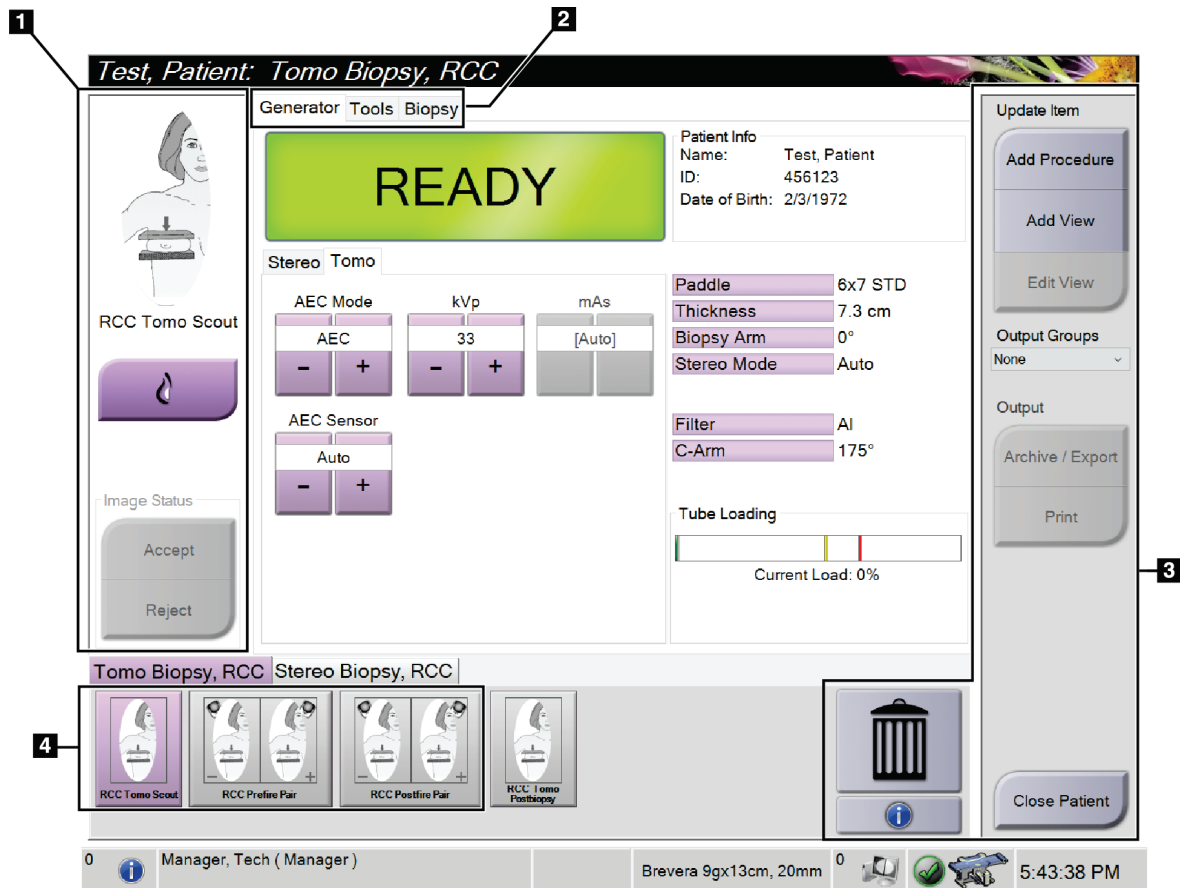 1
2
Test, Patient: Tomo Biopsy, RCC
Generator Tools Biopsy
Update Item
READY
Patient Info
Name: Test, Patient
ID: 456123
Date of Birth: 2/3/1972
Add Procedure
Add View
Edit View
RCC Tomo Scout
Stereo Tomo
AEC Mode kVp mAs
AEC 33 [Auto]
- + - +
AEC Sensor
Auto
- +
Paddle 6x7 STD
Thickness 7.3 cm
Biopsy Arm 0°
Stereo Mode Auto
Filter Al
C-Arm 175°
Output Groups
None
Output
Archive / Export
Print
Image Status
Accept
Reject
Tube Loading
Current Load: 0%
3
Tomo Biopsy, RCC Stereo Biopsy, RCC
4
- + - +
RCC Tomo Scout RCC Prefire Pair RCC Postfire Pair RCC Tomo
Postbiopsy
i
Close Patient
0 i Manager, Tech ( Manager ) Brevera 9gx13cm, 20mm 0 5:43:38 PM